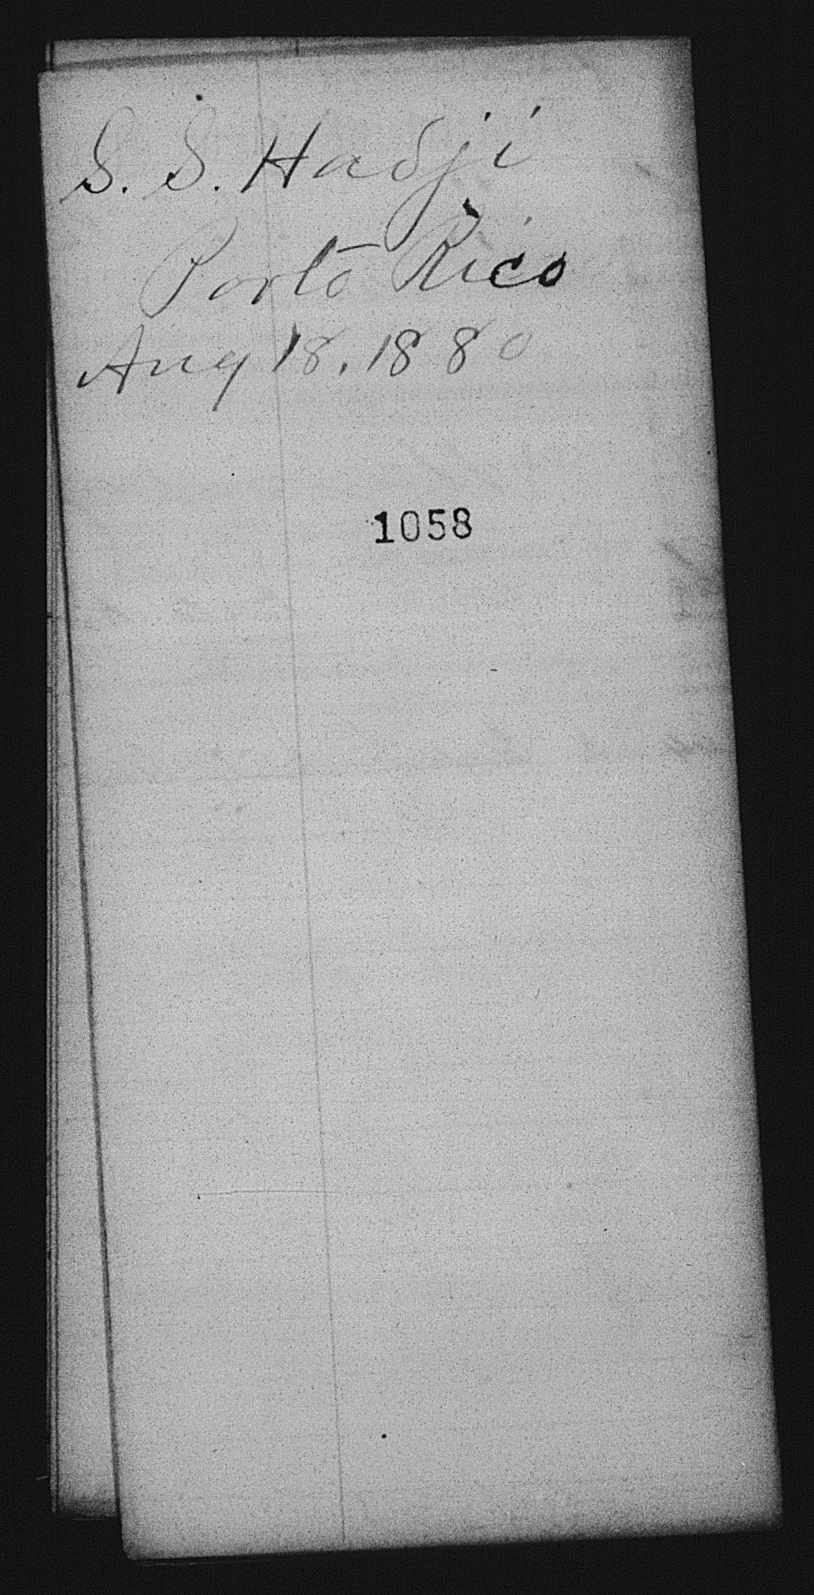 S. S. Hadji
Porto Rico
Aug 18, 1880
1058